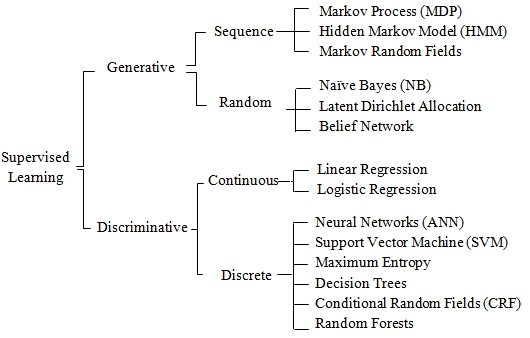 Supervised
Learning
Generative
Sequence
Markov Process (MDP)
Hidden Markov Model (HMM)
Markov Random Fields
Random
Naïve Bayes (NB)
Latent Dirichlet Allocation
Belief Network
Discriminative
Continuous
Linear Regression
Logistic Regression
Discrete
Neural Networks (ANN)
Support Vector Machine (SVM)
Maximum Entropy
Decision Trees
Conditional Random Fields (CRF)
Random Forests